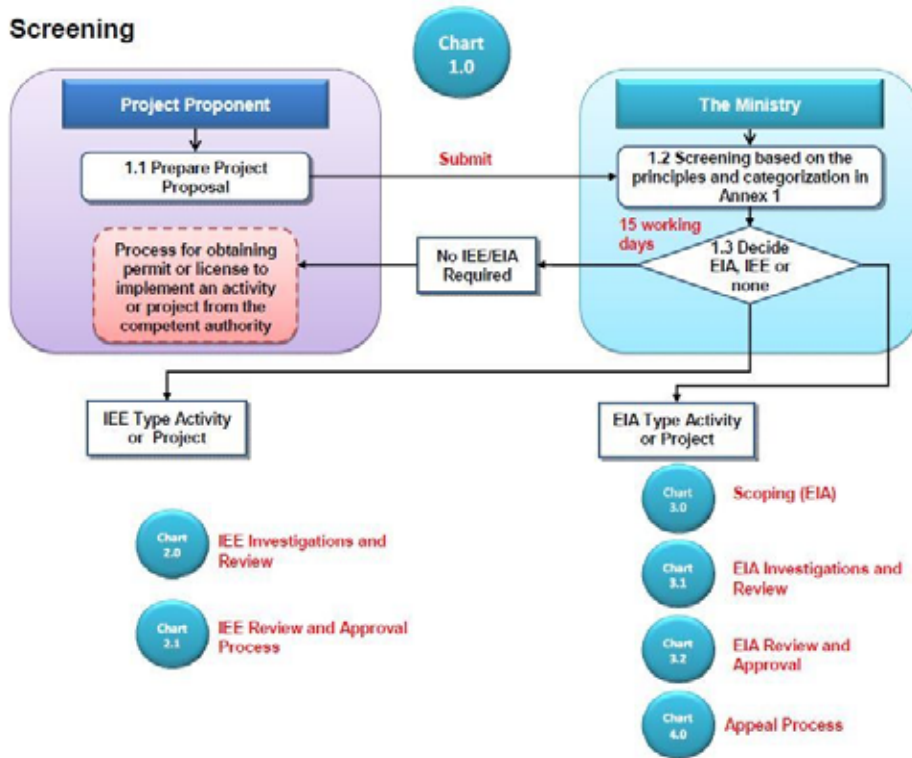 Screening
Chart
1.0
Project Proponent
The Ministry
1.1 Prepare Project
Proposal
Submit
1.2 Screening based on the
principles and categorization in
Annex 1
15 working
days
1.3 Decide
EIA, IEE or
none
No IEE/EIA
Required
Process for obtaining
permit or license to
implement an activity
or project from the
competent authority
IEE Type Activity
or Project
EIA Type Activity
or Project
Chart
2.0
IEE Investigations and
Review
Chart
2.1
IEE Review and Approval
Process
Chart
3.0
Scoping (EIA)
Chart
3.1
EIA Investigations and
Review
Chart
3.2
EIA Review and
Approval
Chart
4.0
Appeal Process